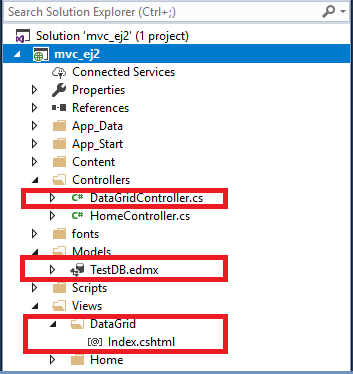 Search Solution Explorer (Ctrl+;)
Solution 'mvc_ej2' (1 project)
mvc_ej2
Connected Services
Properties
References
App_Data
App_Start
Content
Controllers
C# DataGridController.cs
C# HomeController.cs
fonts
Models
TestDB.edmx
Scripts
Views
DataGrid
[@] Index.cshtml
Home